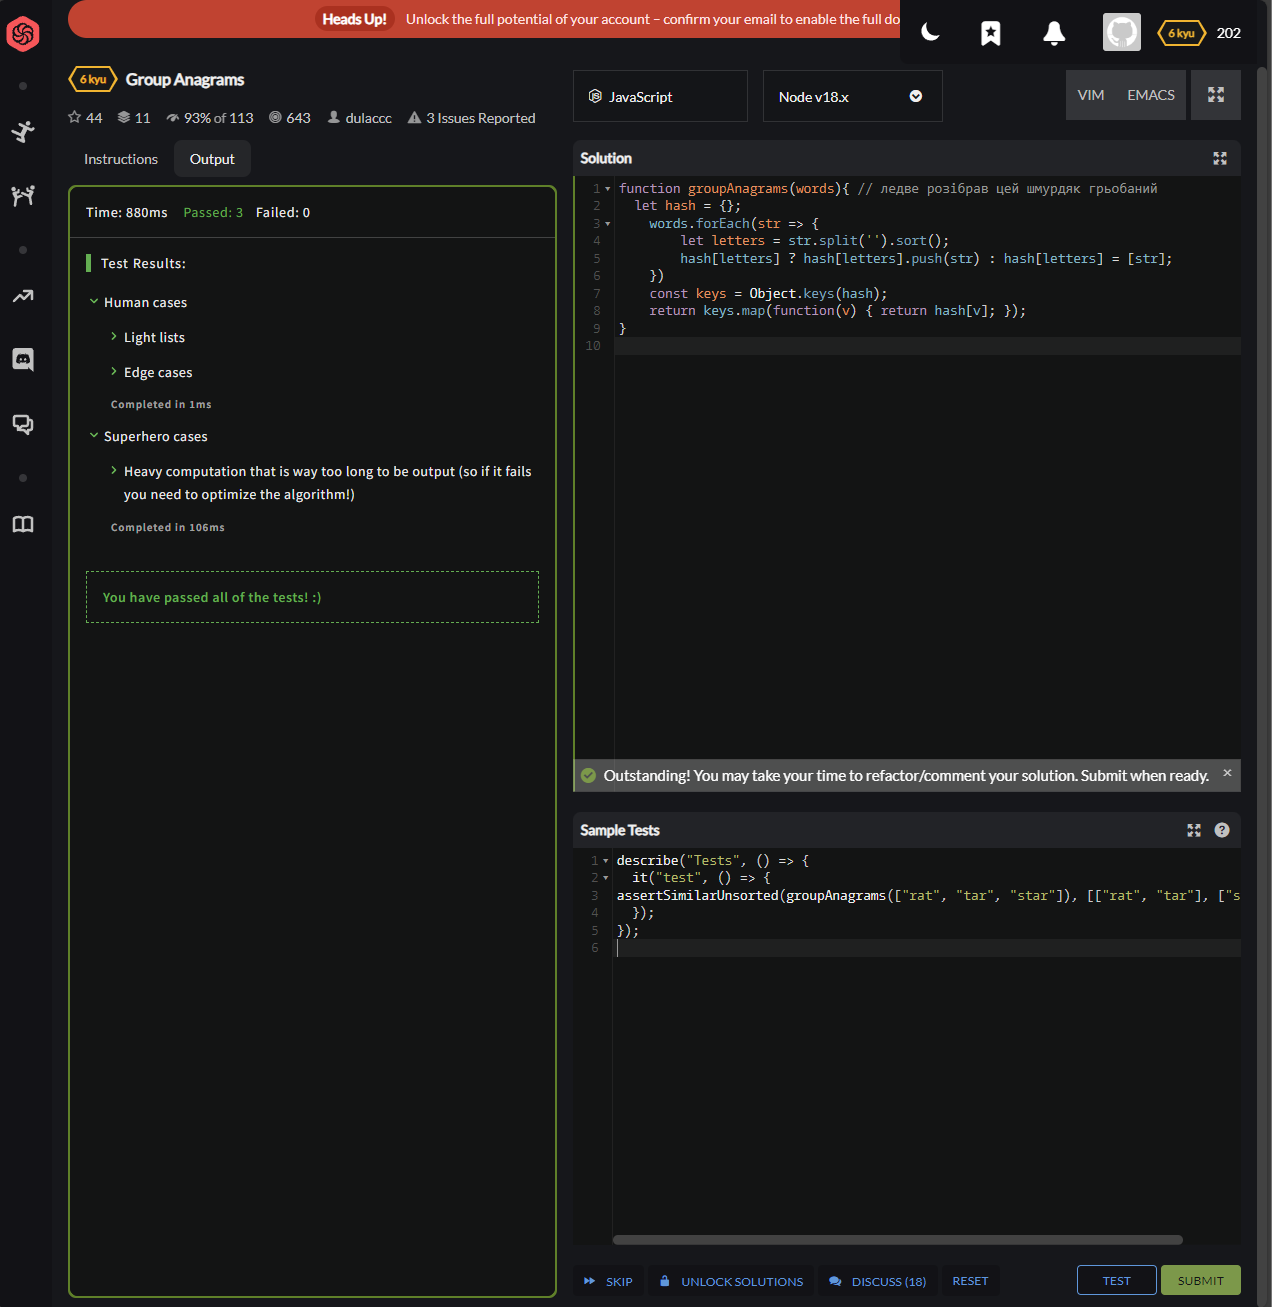 Heads Up! Unlock the full potential of your account – confirm your email to enable the full do
6 kyu 202
6 kyu Group Anagrams
44 11 93% of 113 643 dulaccc 3 Issues Reported
Instructions Output
Time: 880ms Passed: 3 Failed: 0
Test Results:
Human cases
Light lists
Edge cases
Completed in 1ms
Superhero cases
Heavy computation that is way too long to be output (so if it fails
you need to optimize the algorithm!)
Completed in 106ms
You have passed all of the tests! :)
JavaScript Node v18.x VIM EMACS
Solution
1 function groupAnagrams(words){ // ледве розібрав цей шмурдяк грьобаний
2 let hash = {};
3 words.forEach(str => {
4 let letters = str.split('').sort();
5 hash[letters] ? hash[letters].push(str) : hash[letters] = [str];
6 })
7 const keys = Object.keys(hash);
8 return keys.map(function(v) { return hash[v]; });
9 }
10
Outstanding! You may take your time to refactor/comment your solution. Submit when ready. ×
Sample Tests ?
1 describe("Tests", () => {
2 it("test", () => {
3 assertSimilarUnsorted(groupAnagrams(["rat", "tar", "star"]), [["rat", "tar"], ["s
4 });
5 });
6
SKIP UNLOCK SOLUTIONS DISCUSS (18) RESET TEST SUBMIT